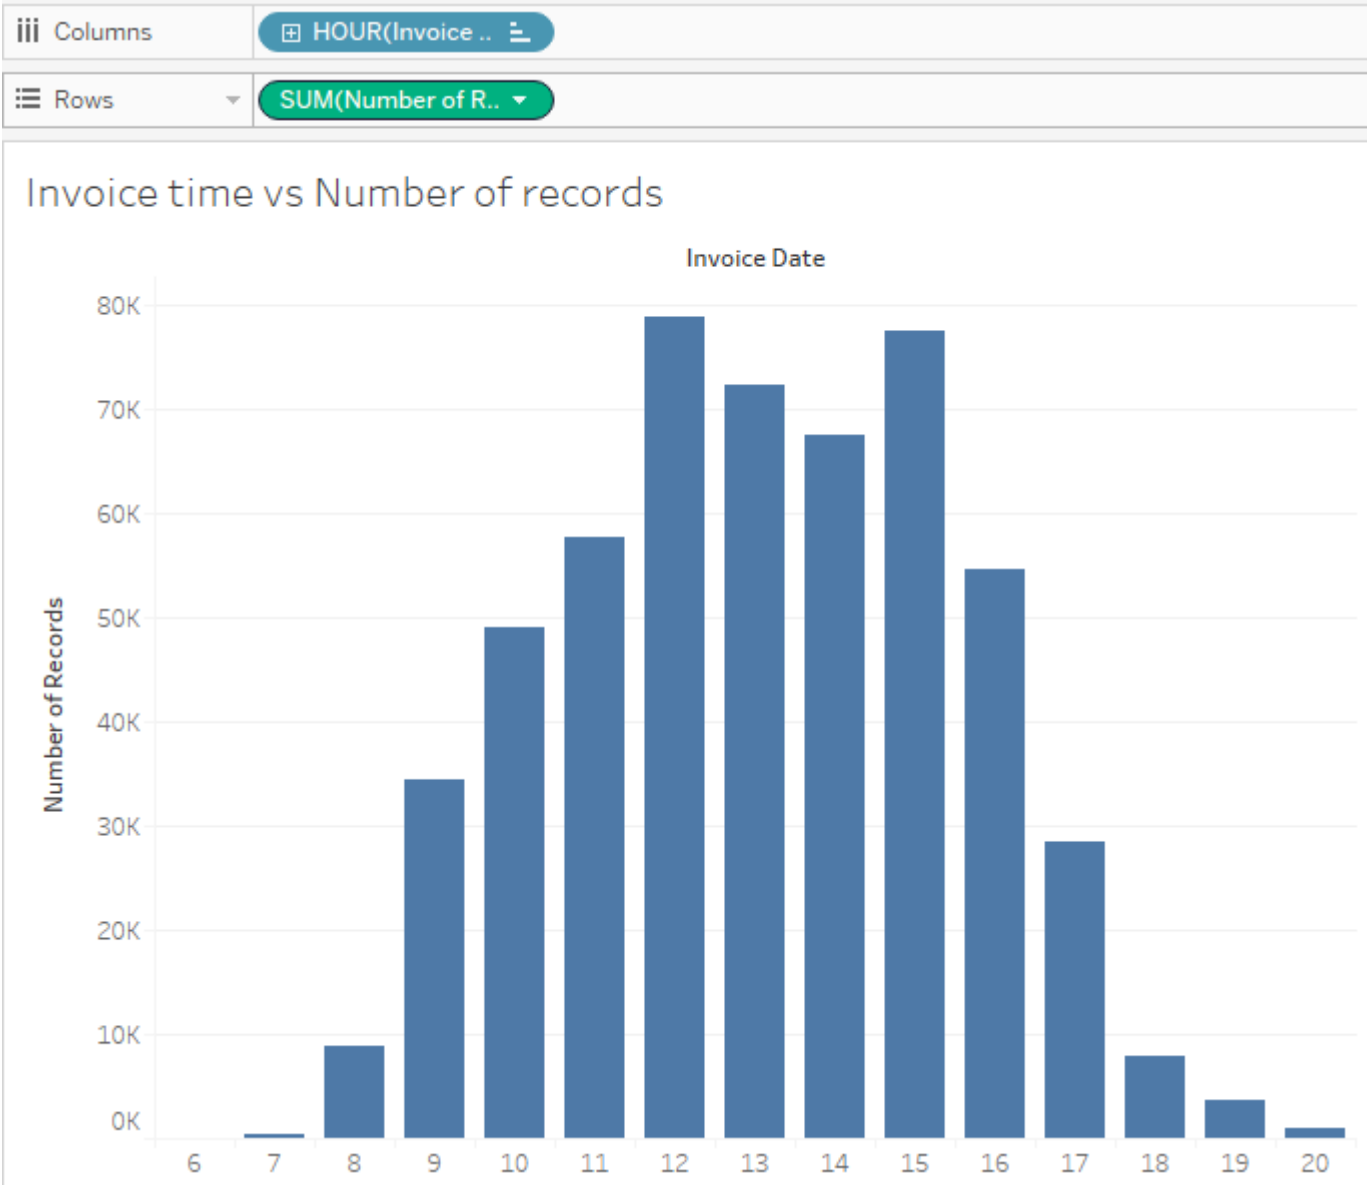 Columns
HOUR(Invoice ..
Rows
SUM(Number of R..
Invoice time vs Number of records
Invoice Date
Number of Records
80K
70K
60K
50K
40K
30K
20K
10K
0K
6 7 8 9 10 11 12 13 14 15 16 17 18 19 20